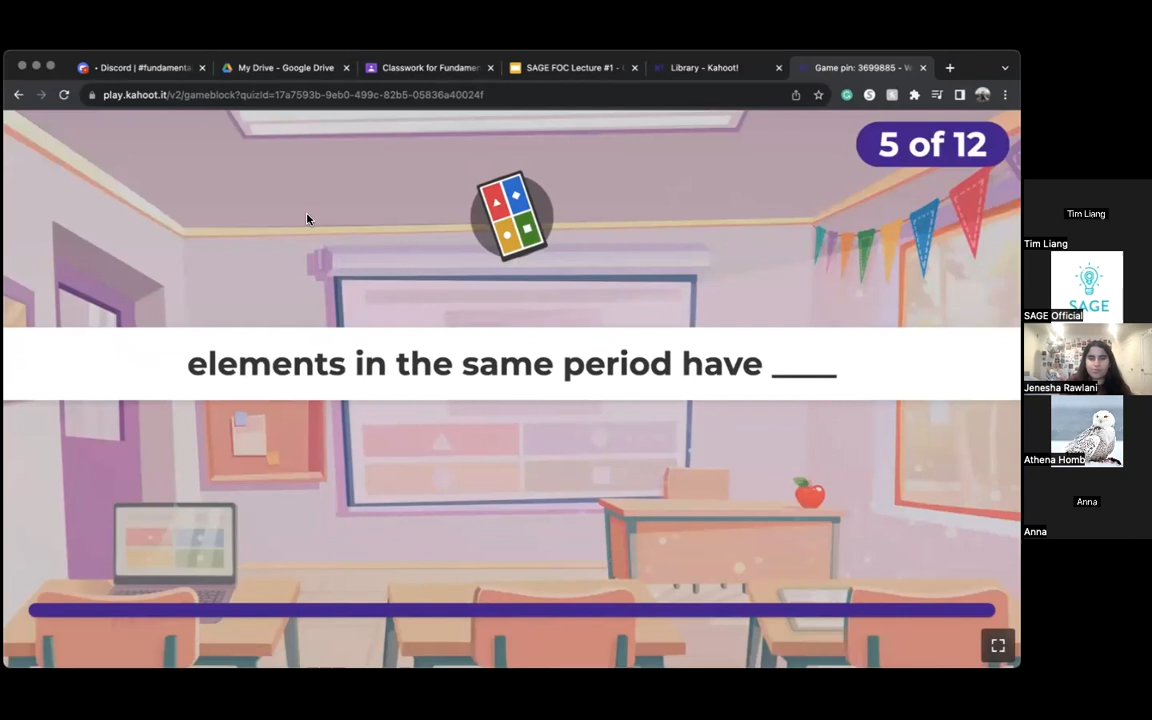 • Discord | #fundamenta
My Drive - Google Drive
Classwork for Fundamen
SAGE FOC Lecture #1 -
Library - Kahoot!
Game pin: 3699885 - W
play.kahoot.it/v2/gameblock?quizId=17a7593b-9eb0-499c-82b5-05836a40024f
5 of 12
elements in the same period have ____
Tim Liang
Tim Liang
SAGE
SAGE Official
Jenesha Rawlani
Athena Homb
Anna
Anna